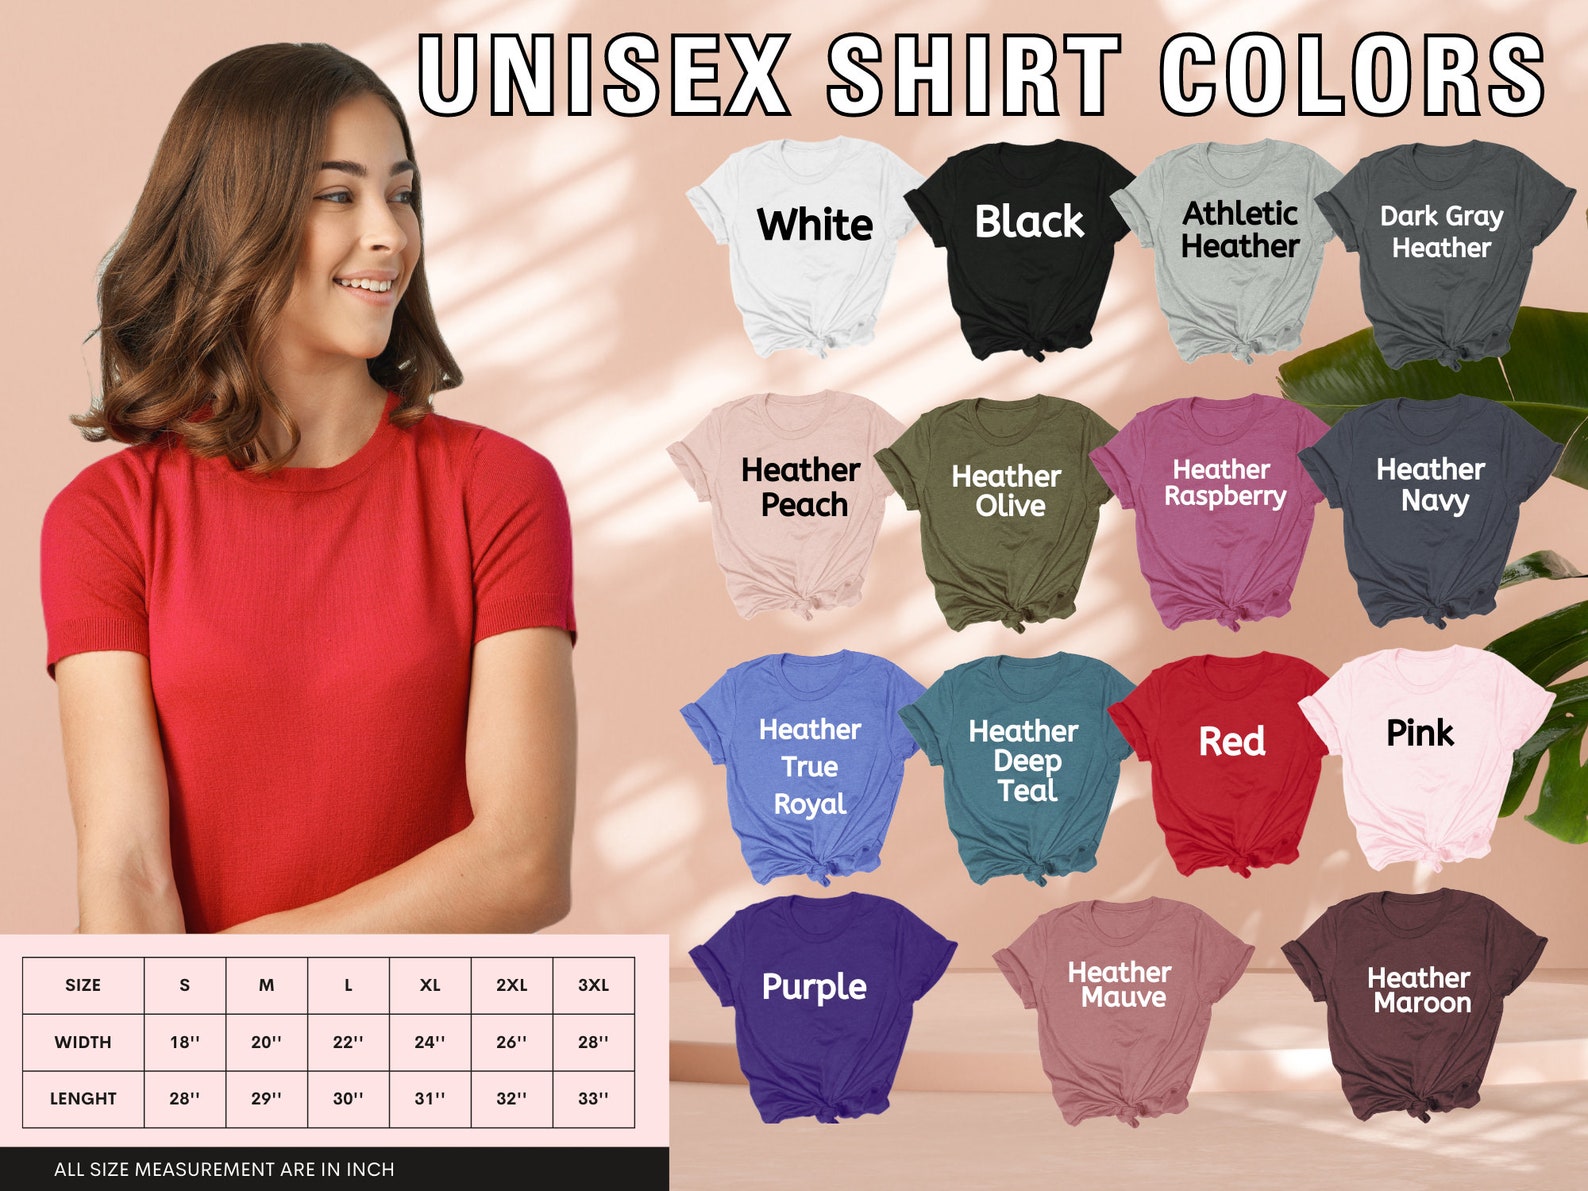 UNISEX SHIRT COLORS
White
Black
Athletic
Heather
Dark Gray
Heather
Heather
Peach
Heather
Olive
Heather
Raspberry
Heather
Navy
Heather
True
Royal
Heather
Deep
Teal
Red
Pink
Purple
Heather
Mauve
Heather
Maroon
SIZE S M L XL 2XL 3XL
WIDTH 18'' 20'' 22'' 24'' 26'' 28''
LENGHT 28'' 29'' 30'' 31'' 32'' 33''
ALL SIZE MEASUREMENT ARE IN INCH